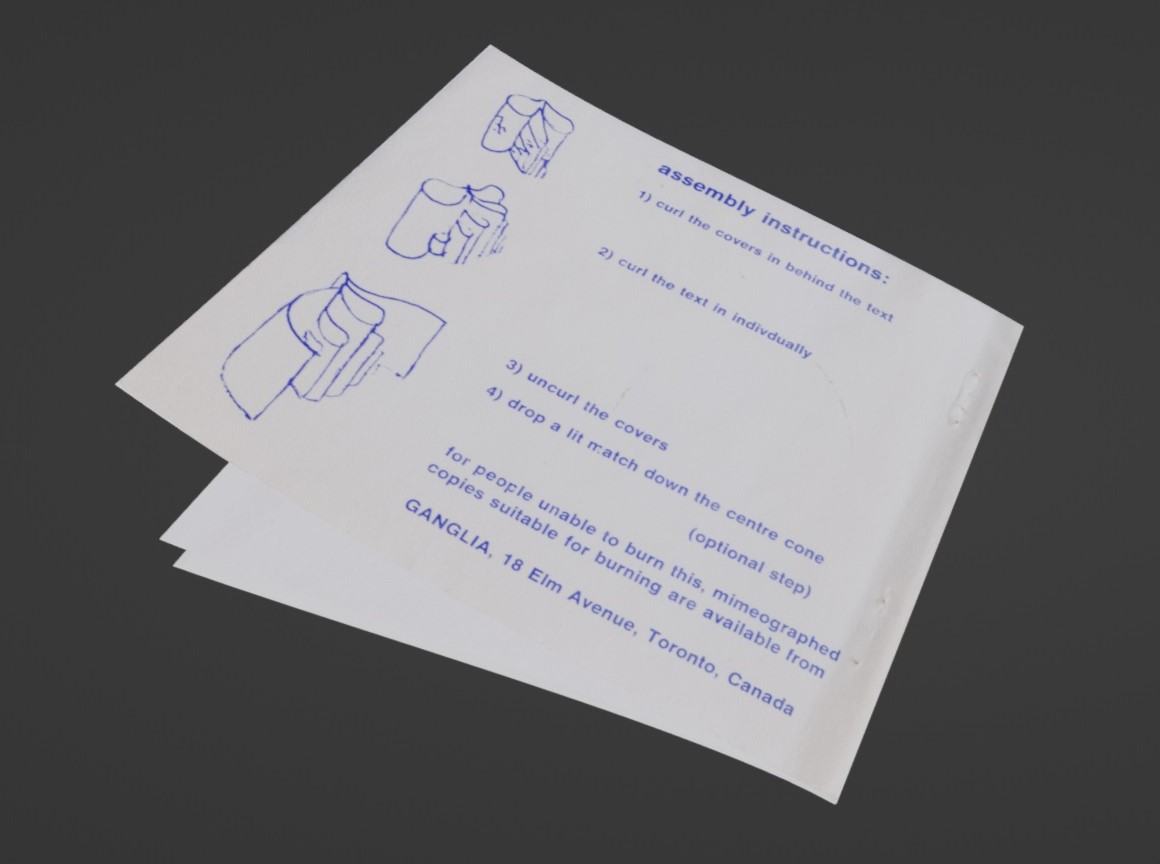 assembly instructions:
1) curl the covers in behind the text
2) curl the text in indivdually
3) uncurl the covers
4) drop a lit match down the centre cone
(optional step)
for people unable to burn this, mimeographed
copies suitable for burning are available from
GANGLIA, 18 Elm Avenue, Toronto, Canada